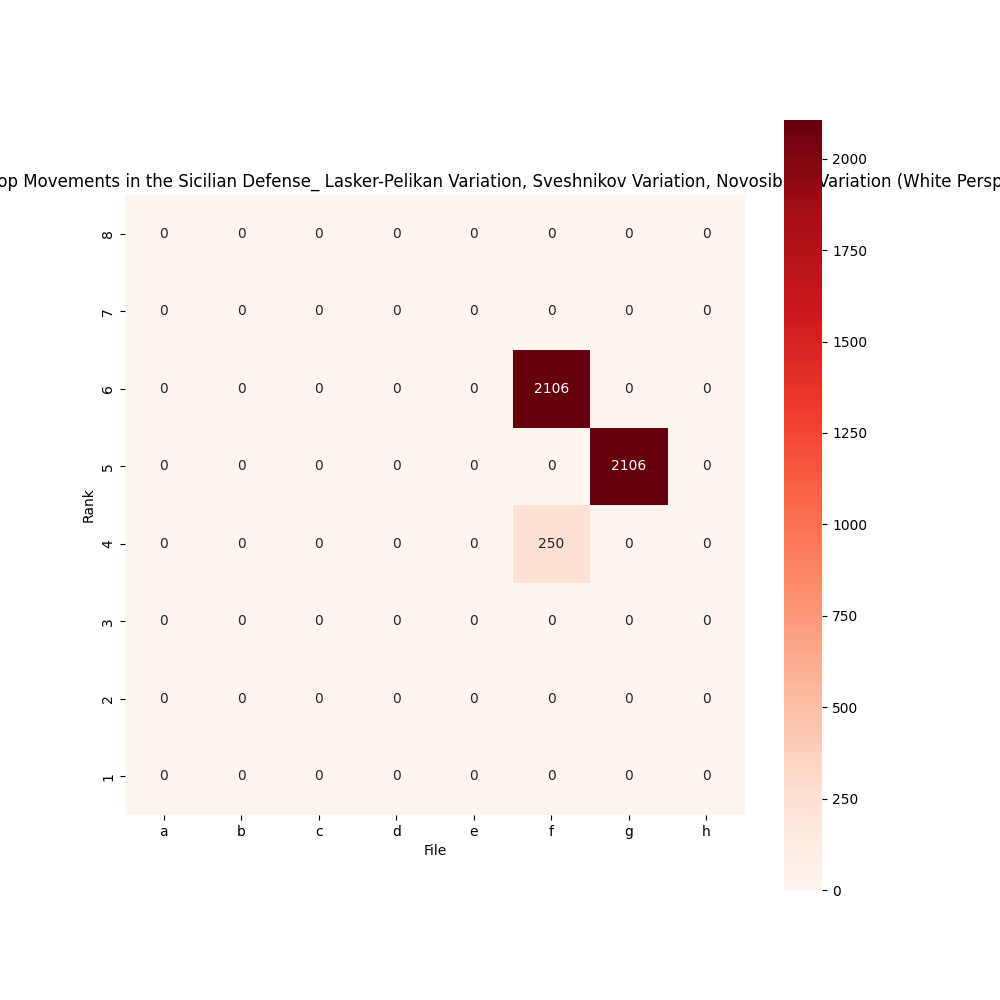 op Movements in the Sicilian Defense_ Lasker-Pelikan Variation, Sveshnikov Variation, Novosib Variation (White Persp
8 0 0 0 0 0 0 0 0
7 0 0 0 0 0 0 0 0
6 0 0 0 0 0 2106 0 0
5 0 0 0 0 0 0 2106 0
4 0 0 0 0 0 250 0 0
3 0 0 0 0 0 0 0 0
2 0 0 0 0 0 0 0 0
1 0 0 0 0 0 0 0 0
a b c d e f g h
File
Rank
2000
1750
1500
1250
1000
750
500
250
0